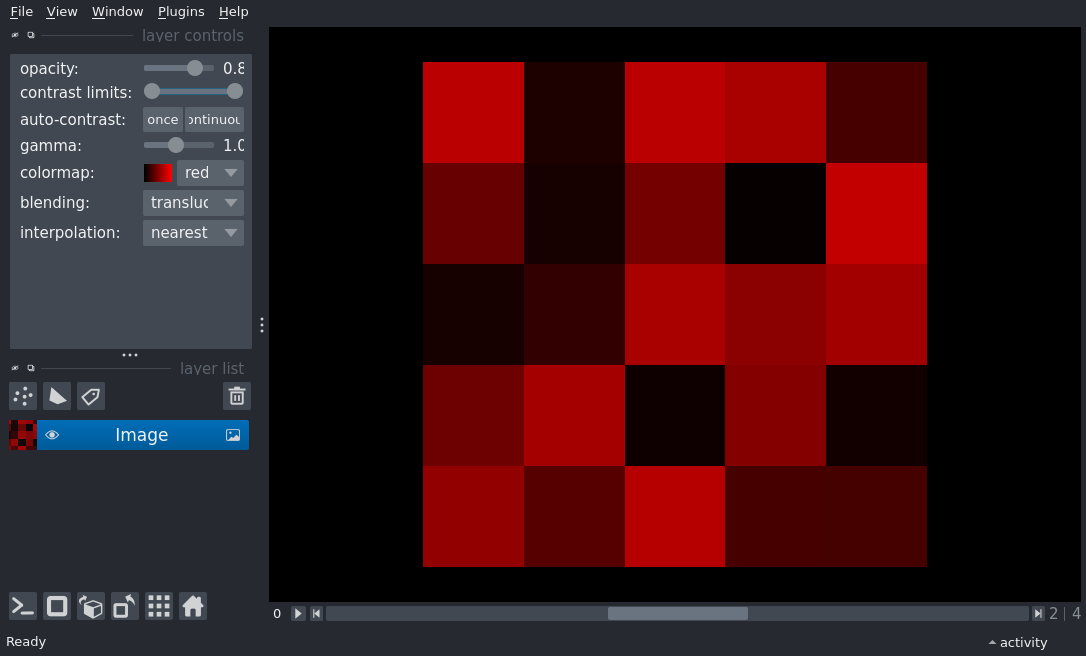 File View Window Plugins Help
layer controls
opacity: 0.8
contrast limits:
auto-contrast: once ontinuou
gamma: 1.0
colormap: red
blending: transluc
interpolation: nearest
layer list
Image
0 2 | 4
Ready activity